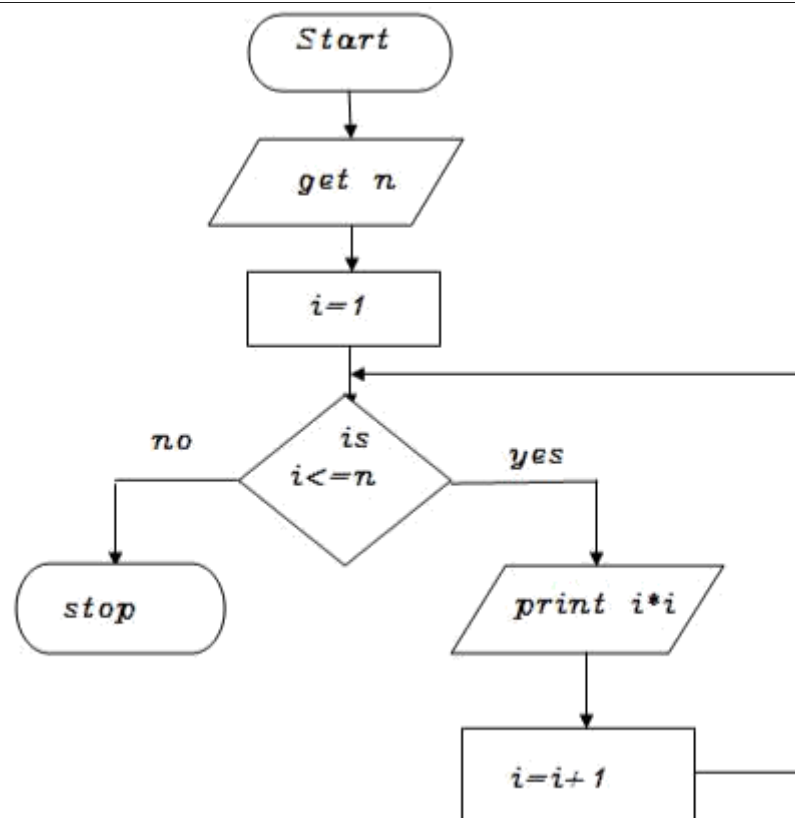 Start
get n
i=1
is
i<=n
no
yes
stop
print i*i
i=i+1